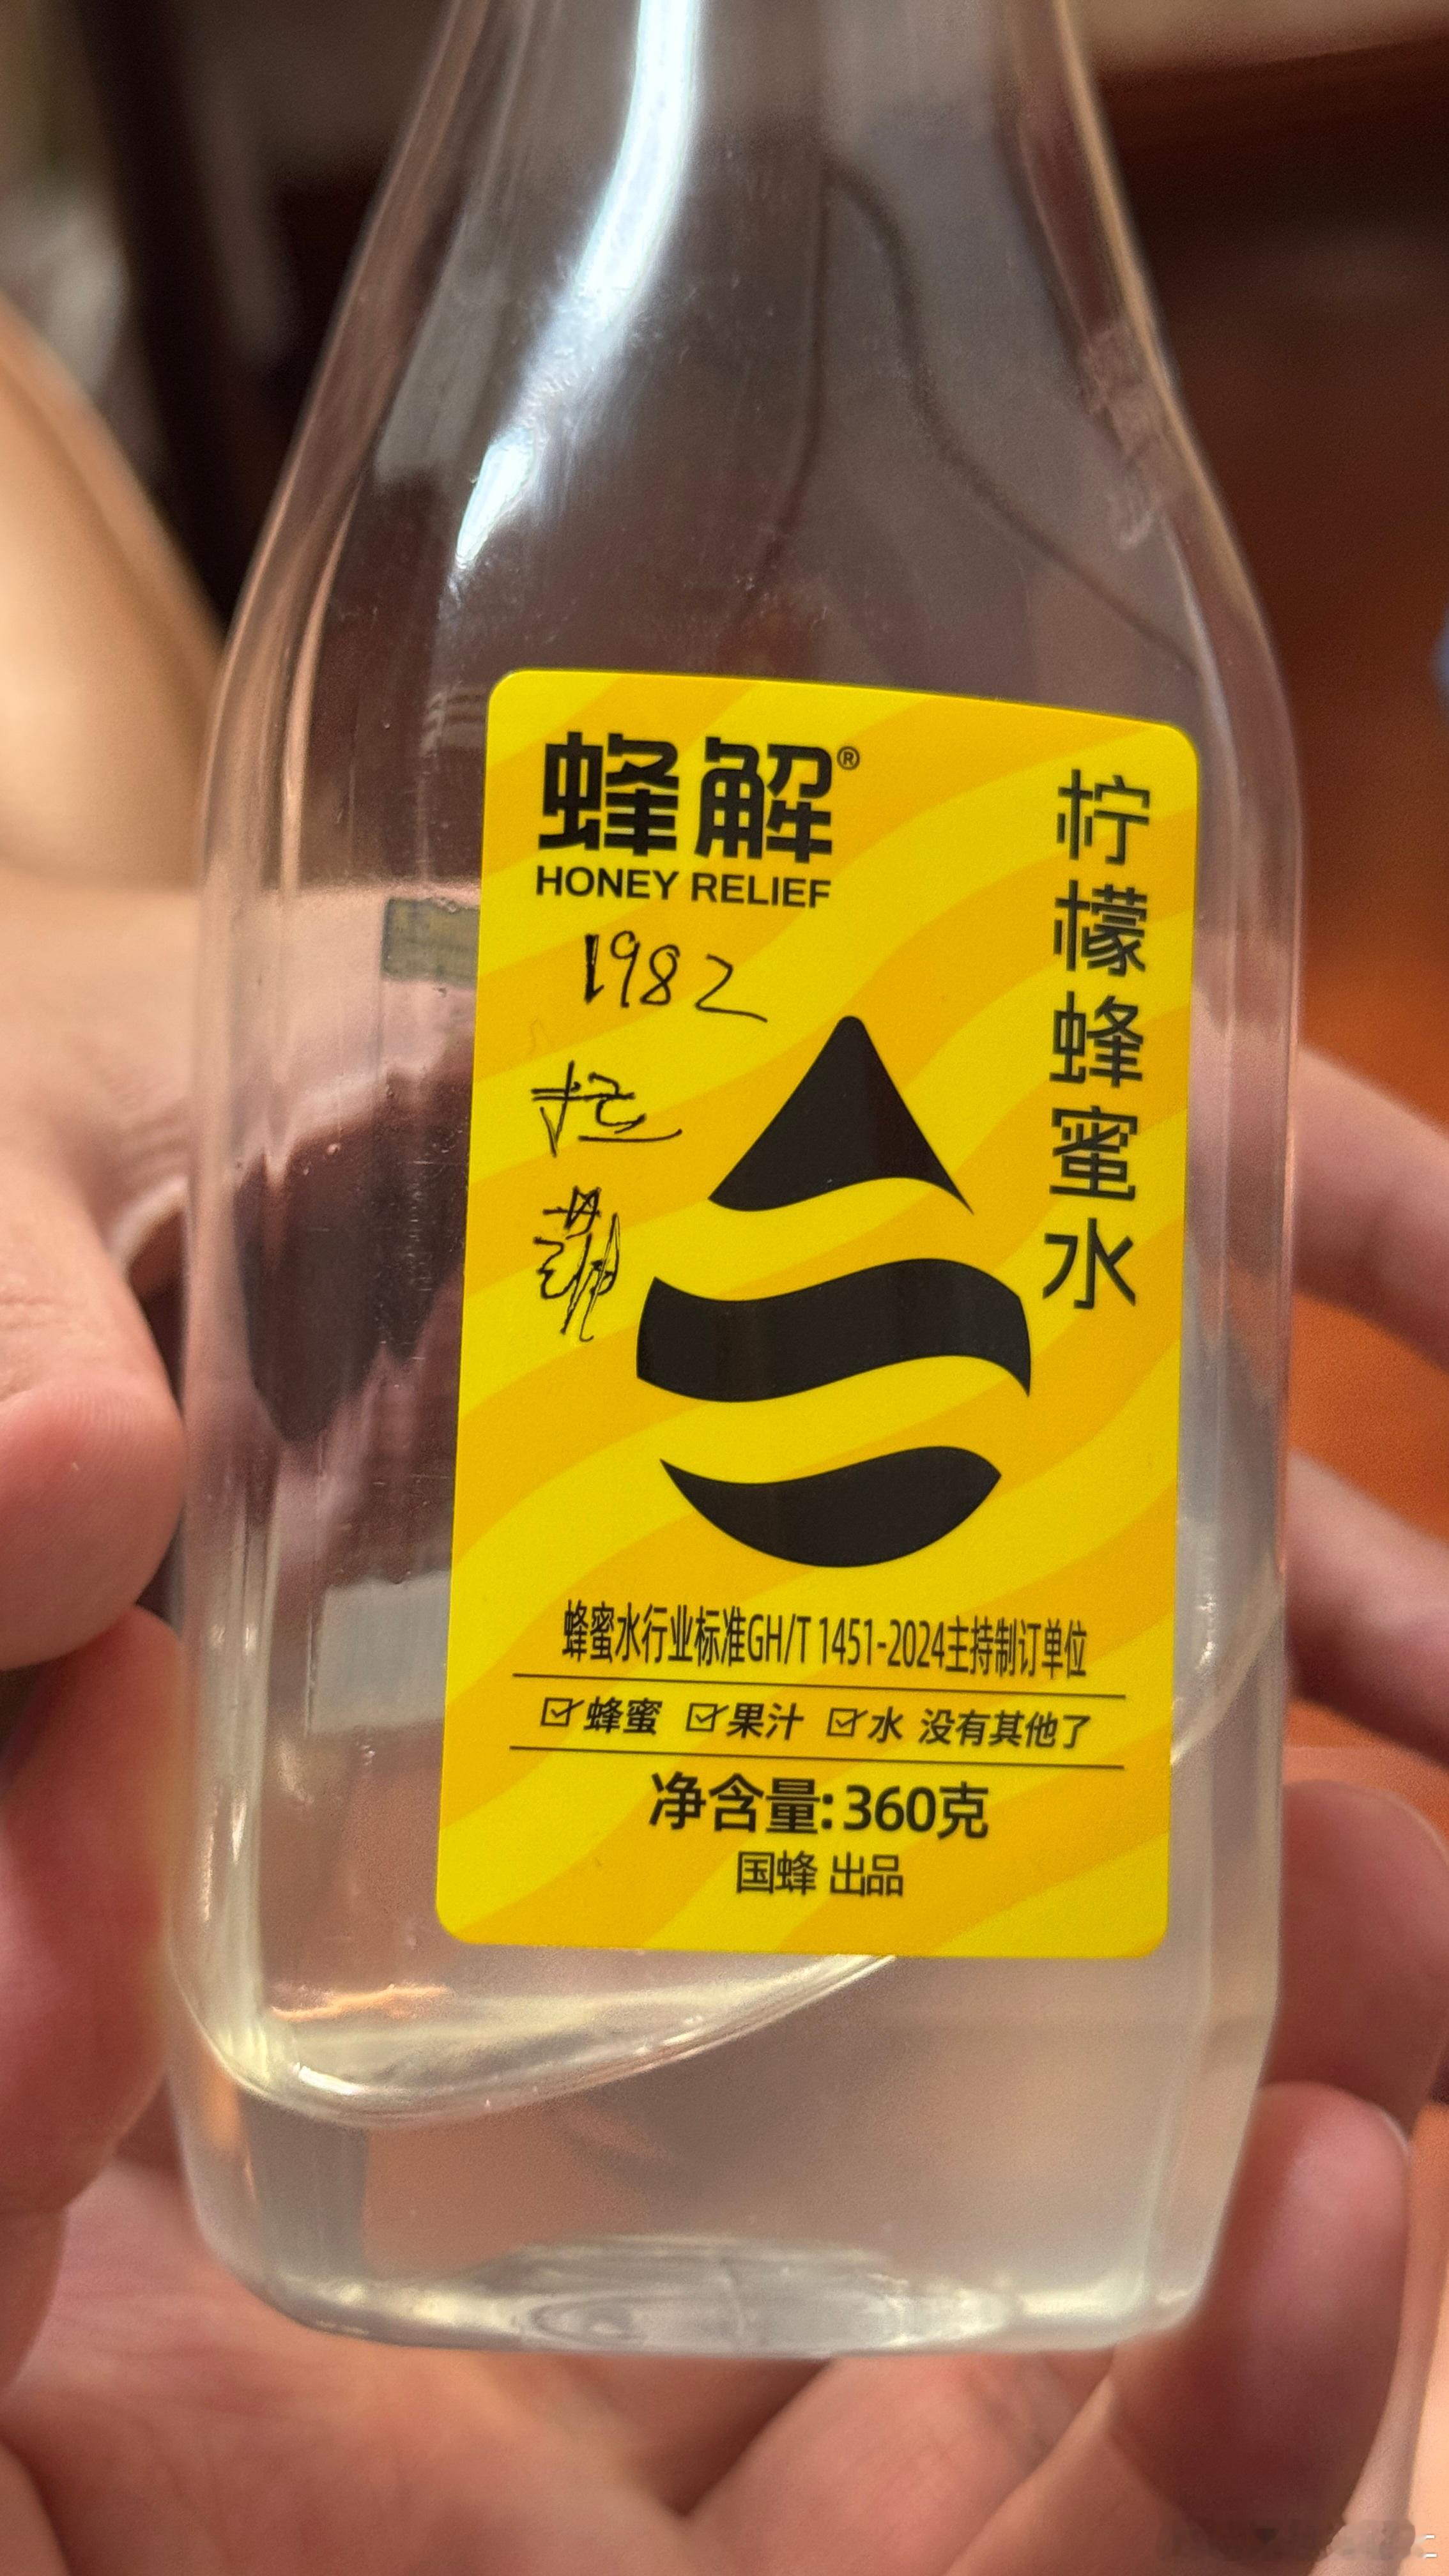 蜂解®
HONEY RELIEF
1982
拉
柠檬蜂蜜水
蜂蜜水行业标准GH/T 1451-2024主持制订单位
☑蜂蜜 ☑果汁 ☑水 没有其他了
净含量:360克
国蜂 出品